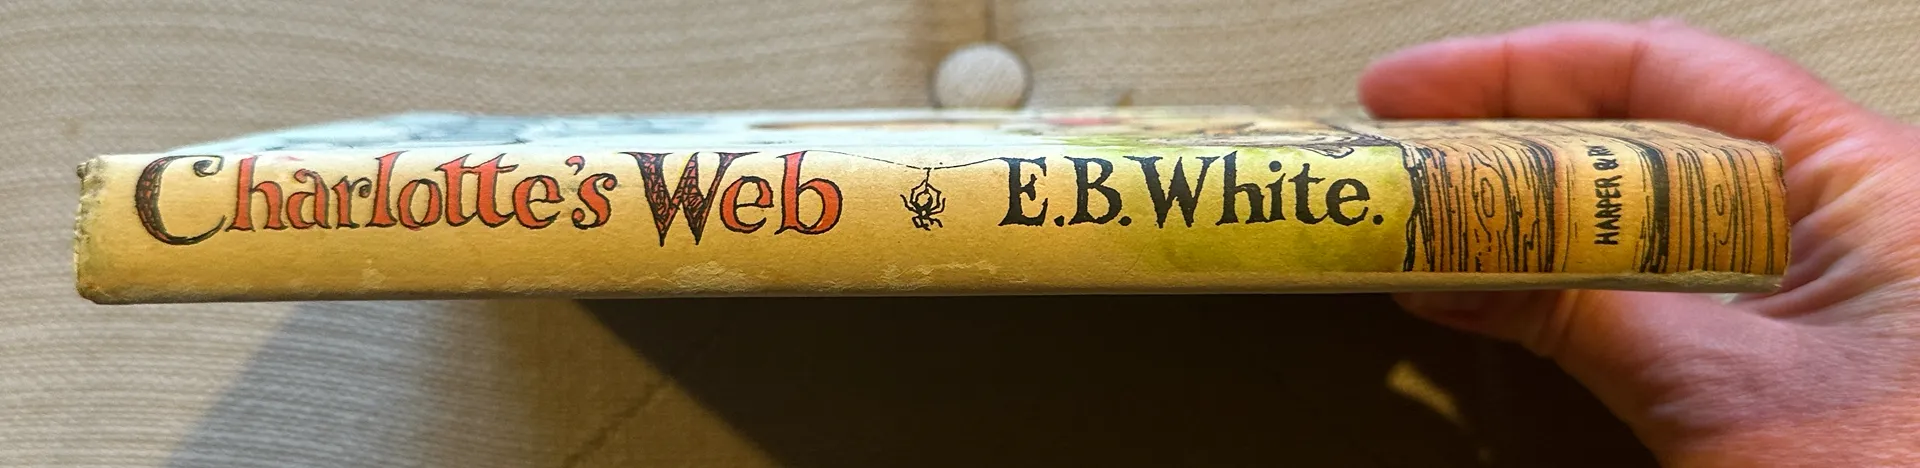 Charlotte's Web
E.B. White.
HARPER &